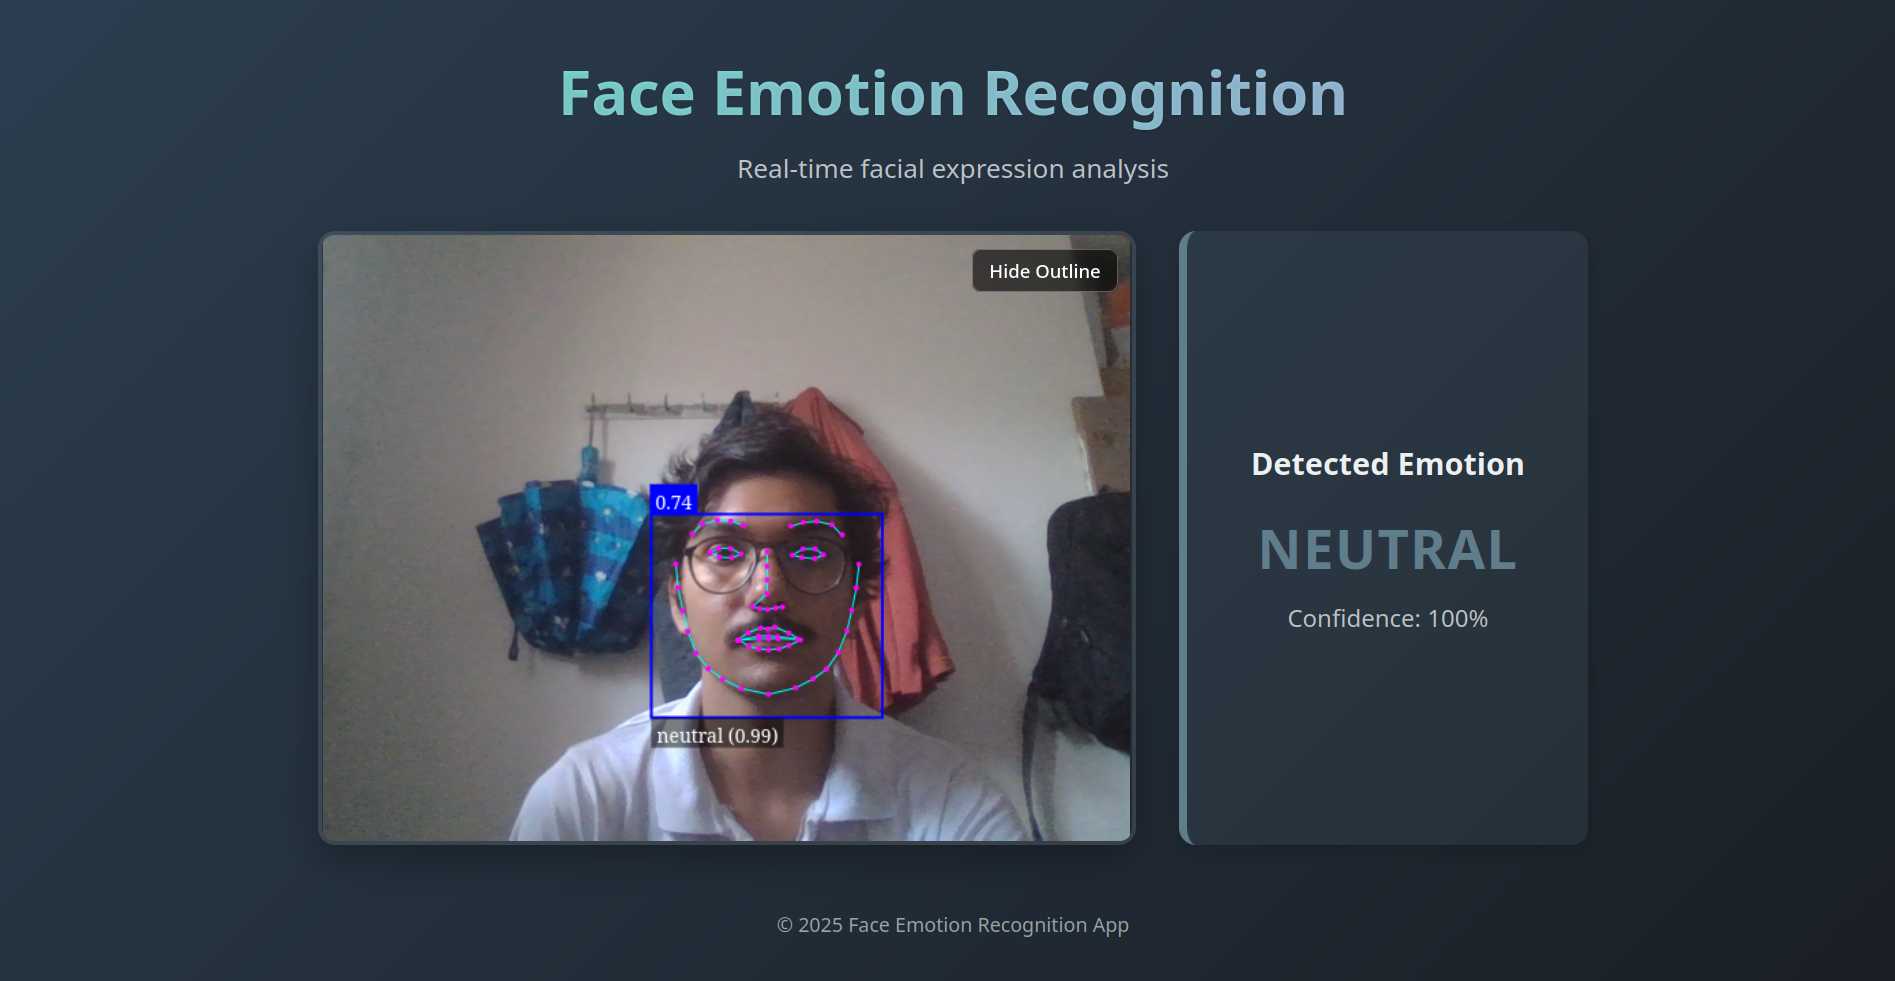 Face Emotion Recognition
Real-time facial expression analysis
Hide Outline
0.74
neutral (0.99)
Detected Emotion
NEUTRAL
Confidence: 100%
© 2025 Face Emotion Recognition App